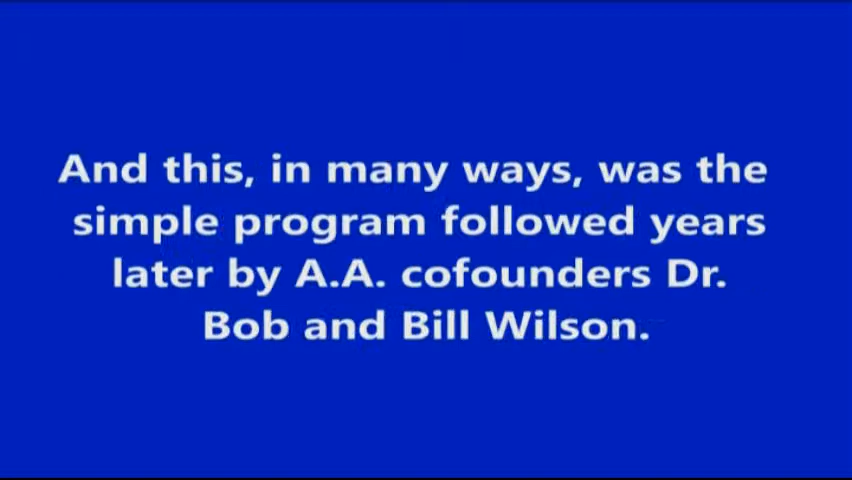 And this, in many ways, was the
simple program followed years
later by A.A. cofounders Dr.
Bob and Bill Wilson.